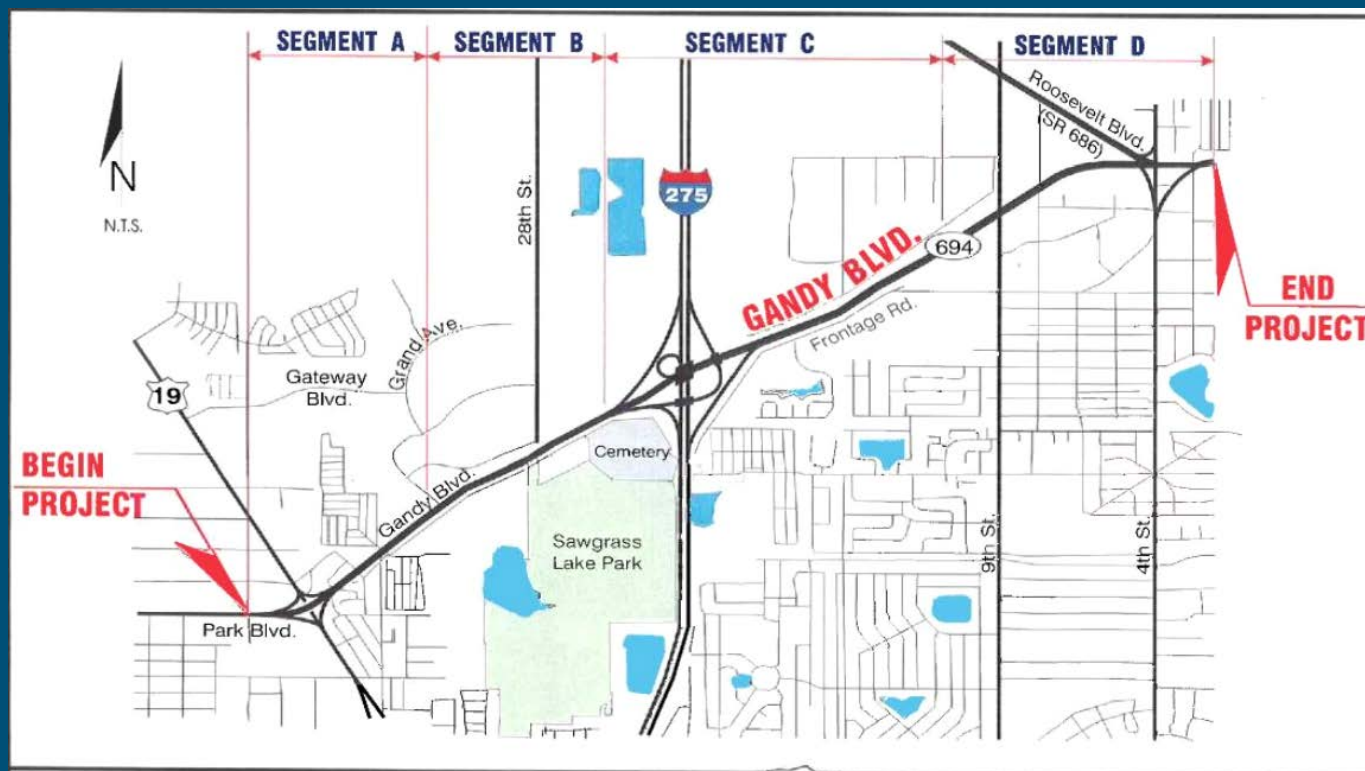 SEGMENT A
SEGMENT B
SEGMENT C
SEGMENT D
Roosevelt Blvd.
(SR 686)
N
N.T.S.
28th St.
275
GANDY BLVD.
694
END
PROJECT
Frontage Rd.
Grand Ave.
Gateway
Blvd.
19
BEGIN
PROJECT
Gandy Blvd.
Cemetery
Sawgrass
Lake Park
9th St.
4th St.
Park Blvd.